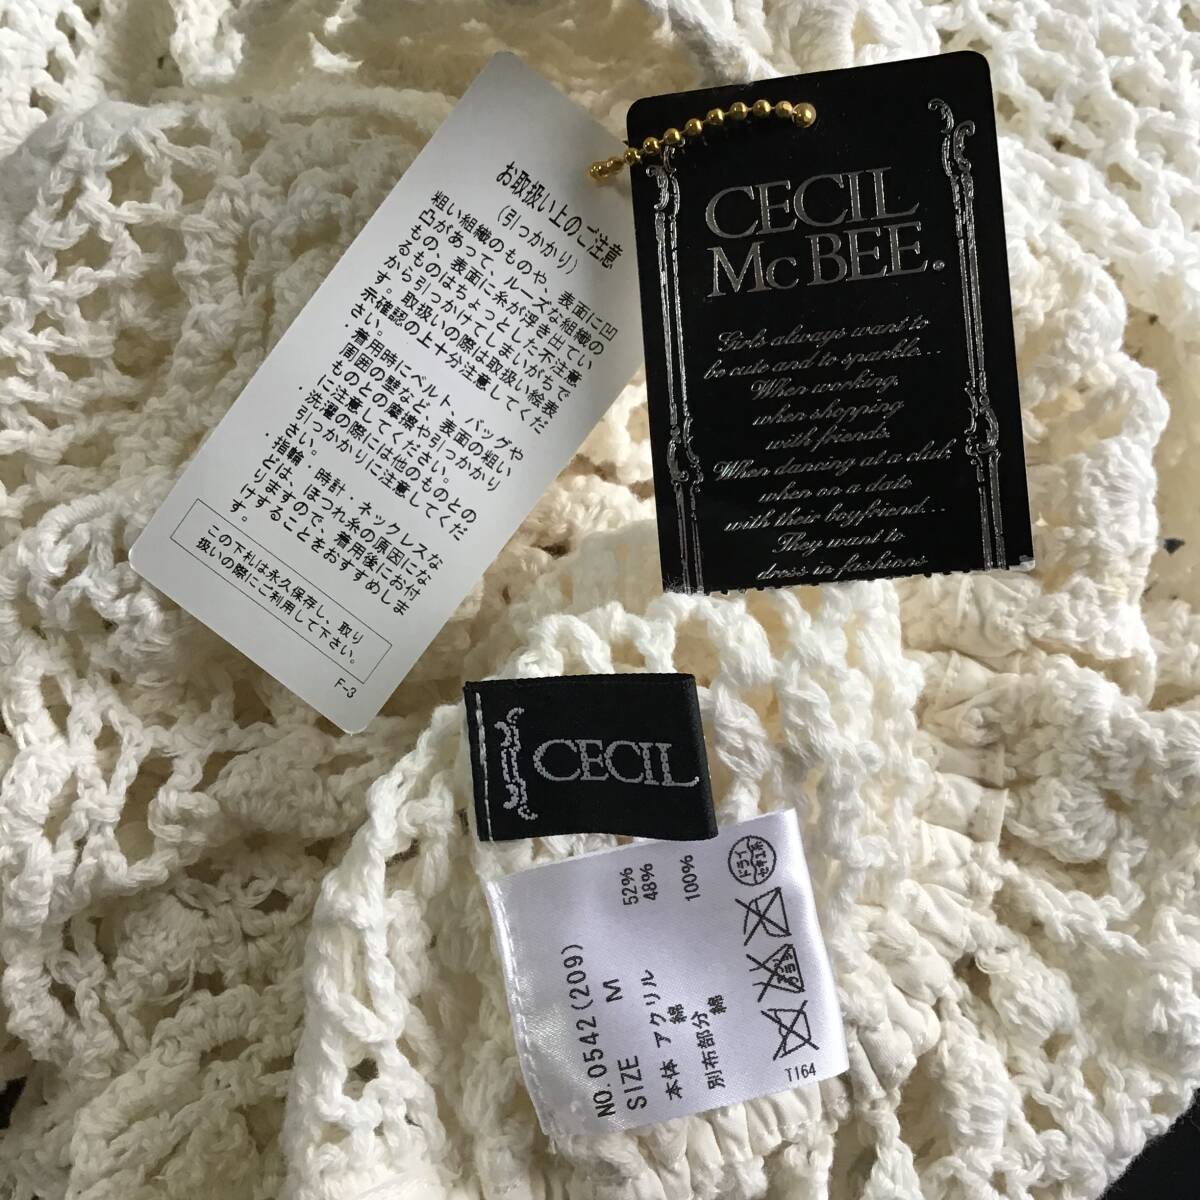 お取扱い上のご注意
(引っかかり)
粗い組織のものや、表面に凹
凸があって、ルーズな組織の
もの、表面に糸が浮き出てい
るものはちょっとした不注意
から引っかけてしまいがちで
す。取扱いの際は取扱い絵表
示確認の上十分注意してくだ
さい。
・着用時にベルト、バッグや
周囲の壁など、表面の粗い
ものとの摩擦や引っかかり
に注意してください。
洗濯の際には他のものとの
引っかかりに注意してくだ
さい。
・指輪・時計・ネックレスな
どは、ほつれ糸の原因にな
りますので、着用後にお付
けすることをおすすめしま
す。
この下札は永久保存し、取り
扱いの際にご利用して下さい。
F-3
CECIL
McBEE.
Girls always want to
be cute and to sparkle...
When working,
when shopping
with friends.
When dancing at a club,
when on a date
with their boyfriend...
They want to
dress in fashions
CECIL
NO. 0542(209)
SIZE M
本体 アクリル 52%
綿 48%
別布部分
綿 100%
ドライ
セキユ系
T164